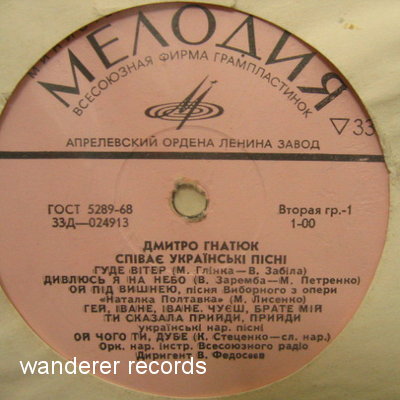 МЕЛОДИЯ
ВСЕСОЮЗНАЯ ФИРМА ГРАМПЛАСТИНОК
▽33
АПРЕЛЕВСКИЙ ОРДЕНА ЛЕНИНА ЗАВОД
ГОСТ 5289-68
33Д—024913
Вторая гр.-1
1-00
ДМИТРО ГНАТЮК
СПІВАЄ УКРАЇНСЬКІ ПІСНІ
ГУДЕ ВІТЕР (М. Глінка—В. Забіла)
ДИВЛЮСЬ Я НА НЕБО (В. Заремба—М. Петренко)
ОЙ ПІД ВИШНЕЮ, пісня Виборного з опери
«Наталка Полтавка» (М. Лисенко)
ГЕЙ, ІВАНЕ, ІВАНЕ. ЧУЄШ, БРАТЕ МІЙ
ТИ СКАЗАЛА ПРИЙДИ, ПРИЙДИ
українські нар. пісні
ОЙ ЧОГО ТИ, ДУБЕ (К. Стеценко—сл. нар.)
Орк. нар. інстр. Всесоюзного радіо
Диригент В. Федосєєв
wanderer records